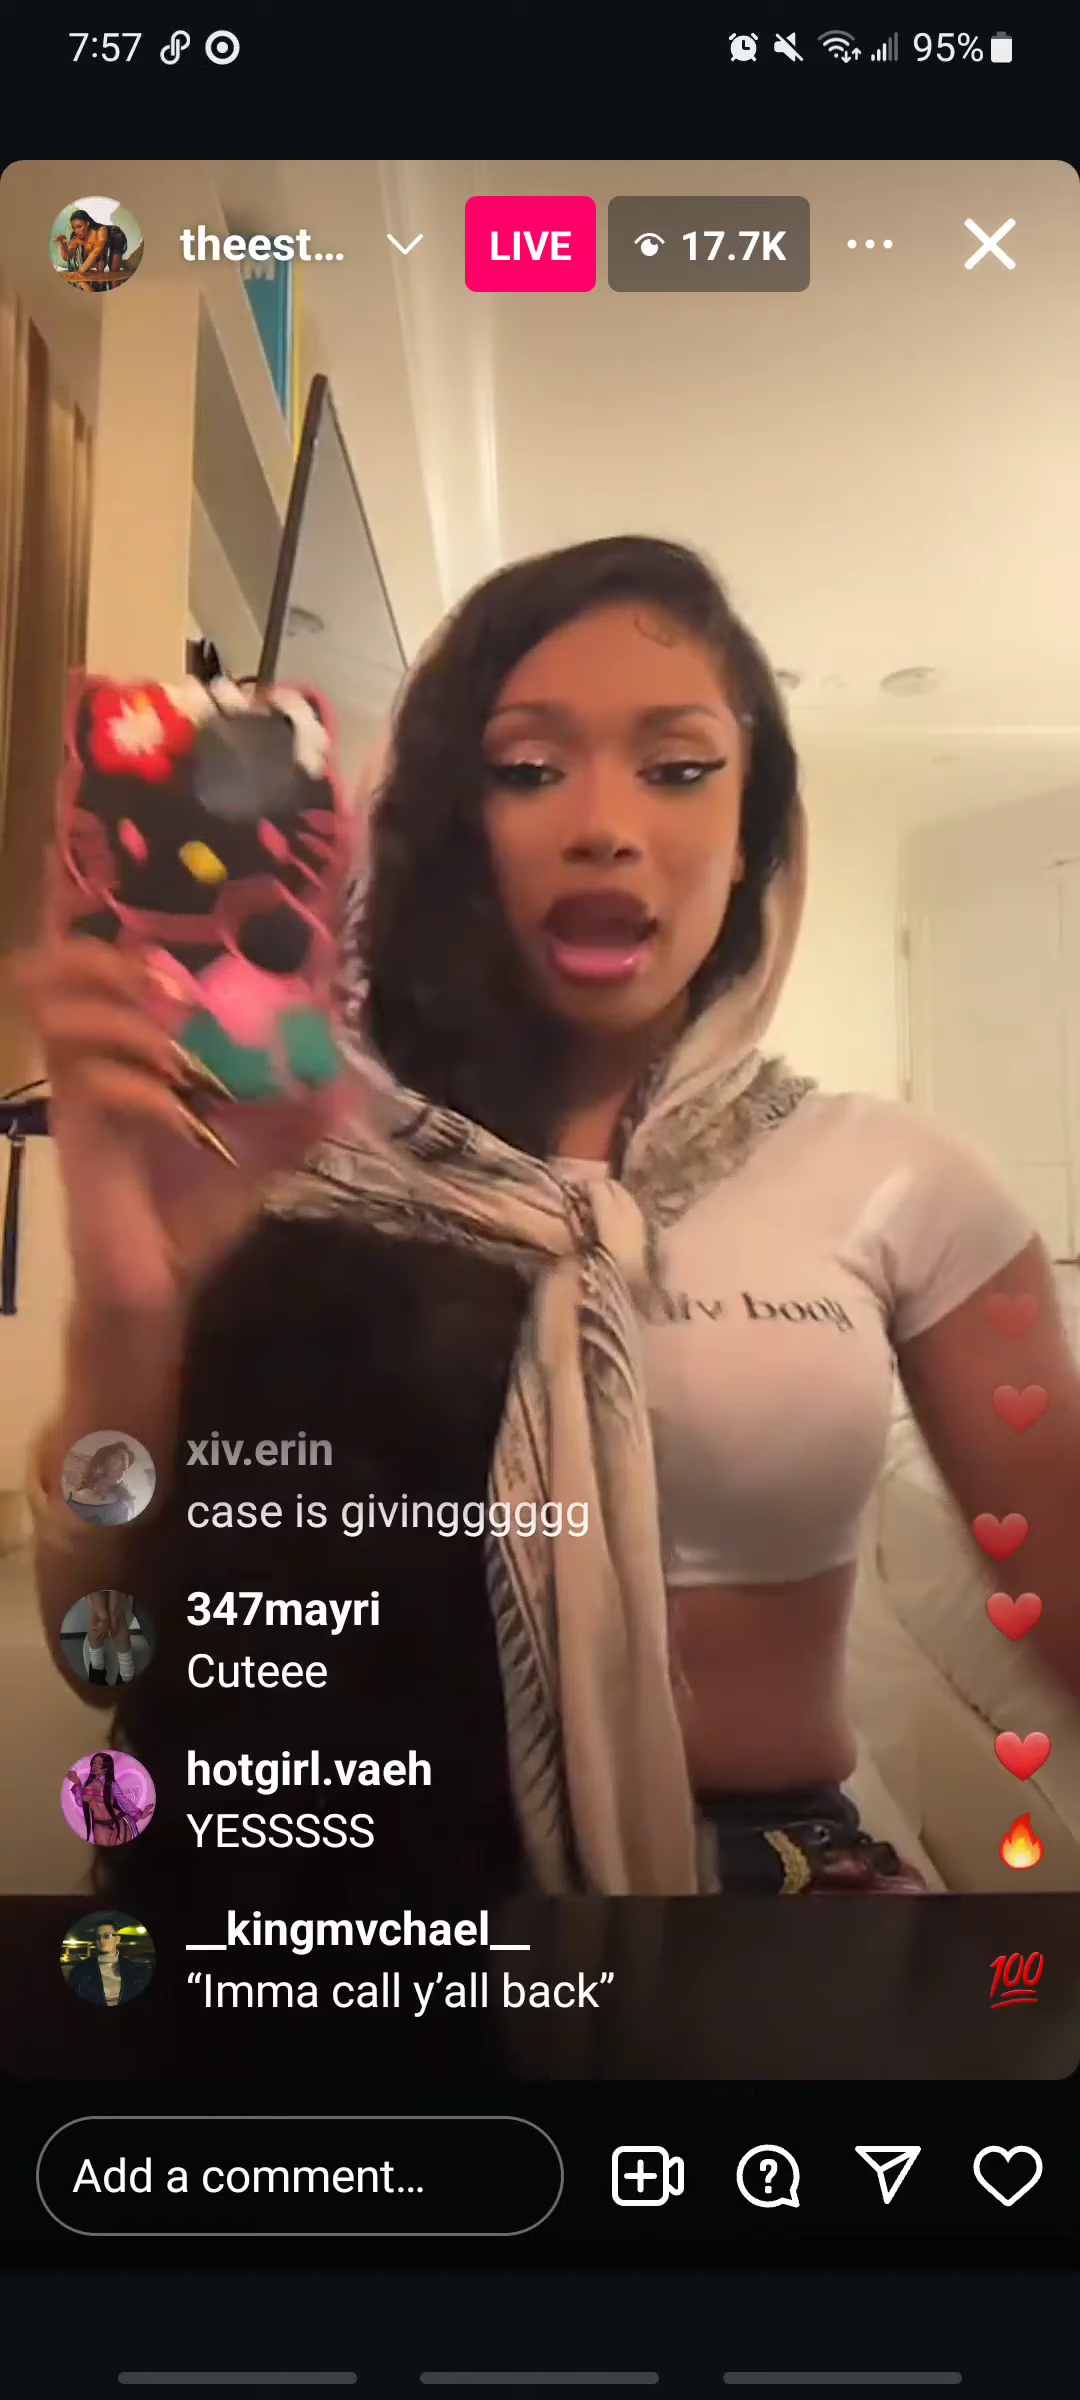 7:57
95%
theest...
LIVE
17.7K
xiv.erin
case is givingggggg
347mayri
Cuteee
hotgirl.vaeh
YESSSSS
__kingmvchael__
“Imma call y’all back”
💯
Add a comment...